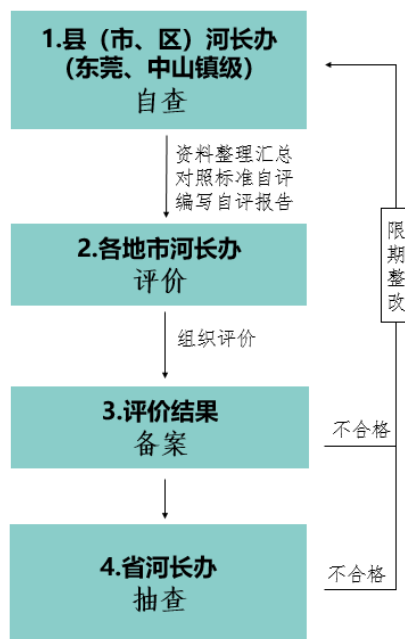 1.县（市、区）河长办
（东莞、中山镇级）
自查
资料整理汇总
对照标准自评
编写自评报告
2.各地市河长办
评价
组织评价
3.评价结果
备案
不合格
4.省河长办
抽查
不合格
限
期
整
改